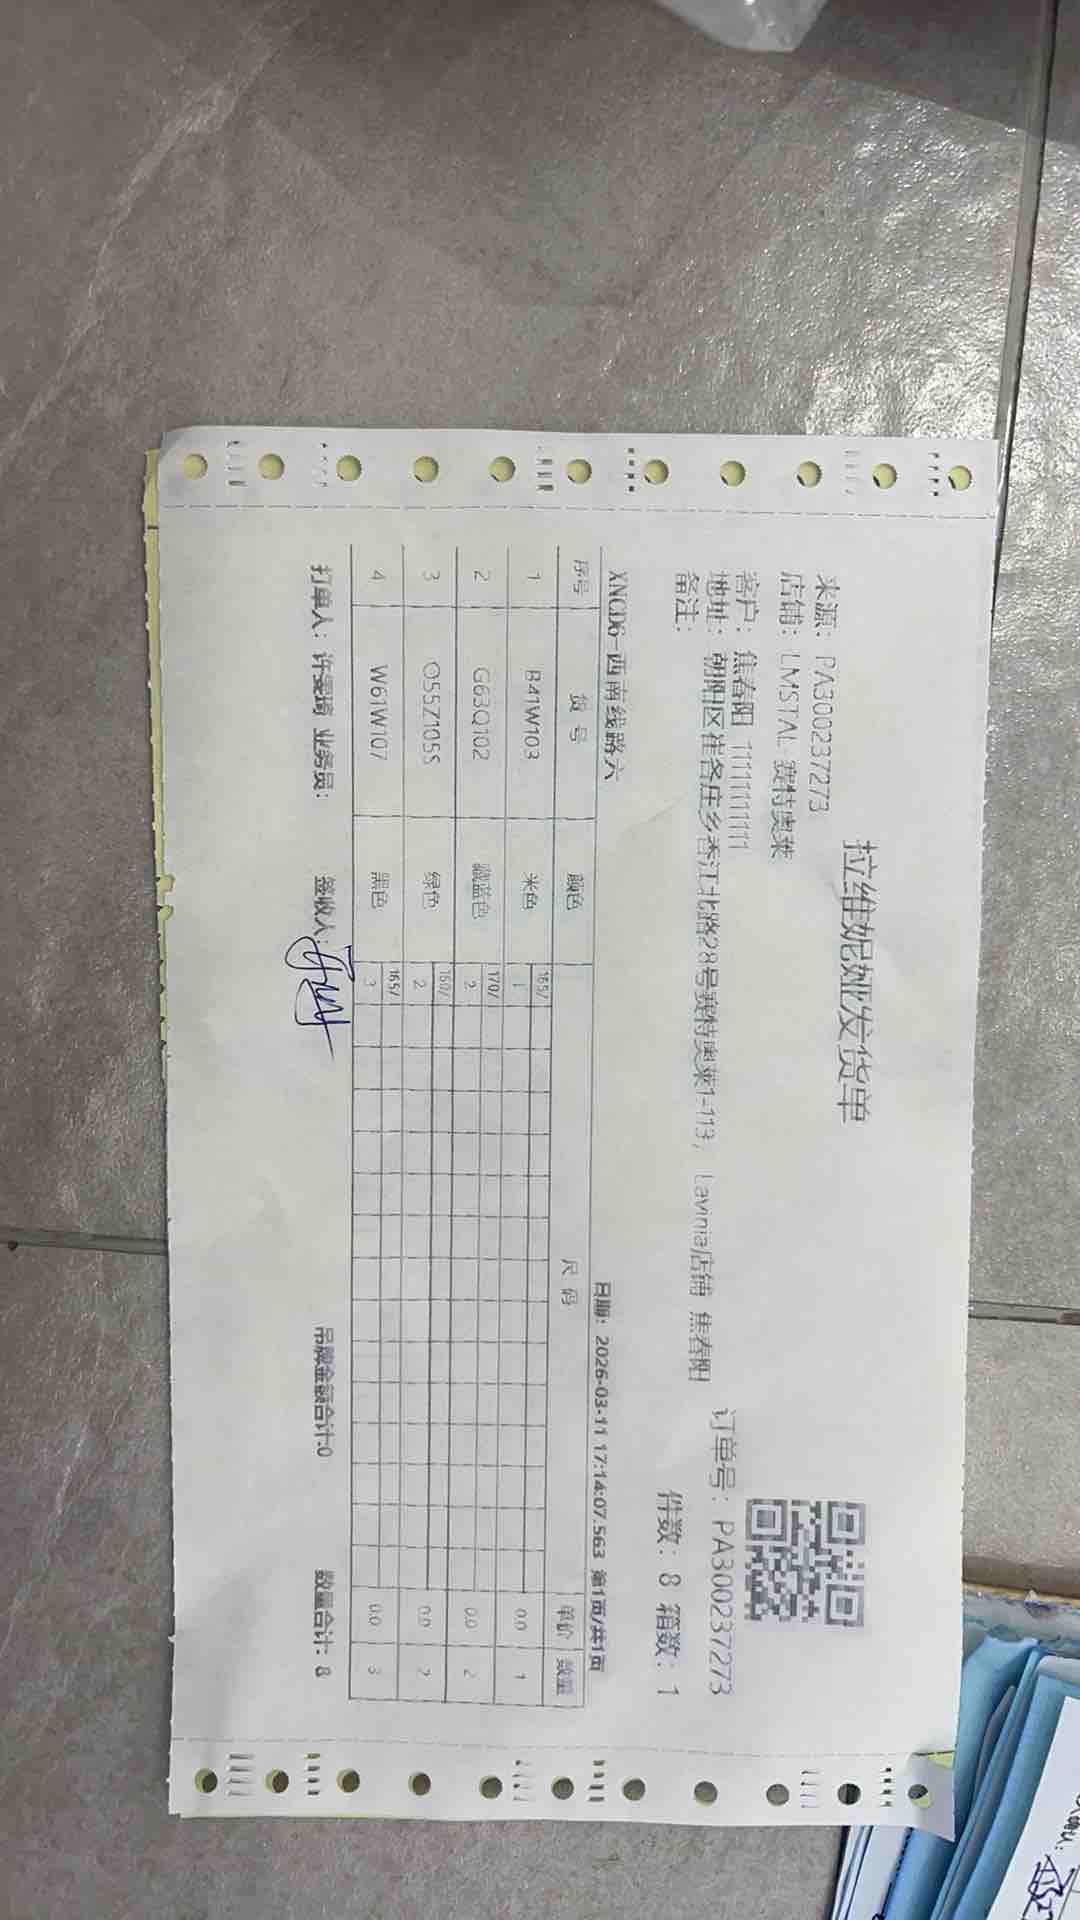 拉维妮娅发货单
来源: PA300237273
店铺: LMSTAL-赛特奥莱
客户: 焦春阳 11111111111
订单号: PA300237273
地址: 朝阳区崔各庄乡香江北路28号赛特奥莱1-113, Lavinia店铺 焦春阳
备注:
件数: 8 箱数: 1
XNCD6-西南线路六
日期: 2026-03-11 17:14:07.563 第1页/共1页
序号 货号 颜色 尺码 单价 数量
1 B41W103 米色 165/ 1 0.0 1
2 G63Q102 藏蓝色 170/ 2 0.0 2
3 O55Z105S 绿色 160/ 2 0.0 2
4 W61W107 黑色 165/ 3 0.0 3
打单人: 业务员: 签收人: 吊牌金额合计:0 数量合计: 8